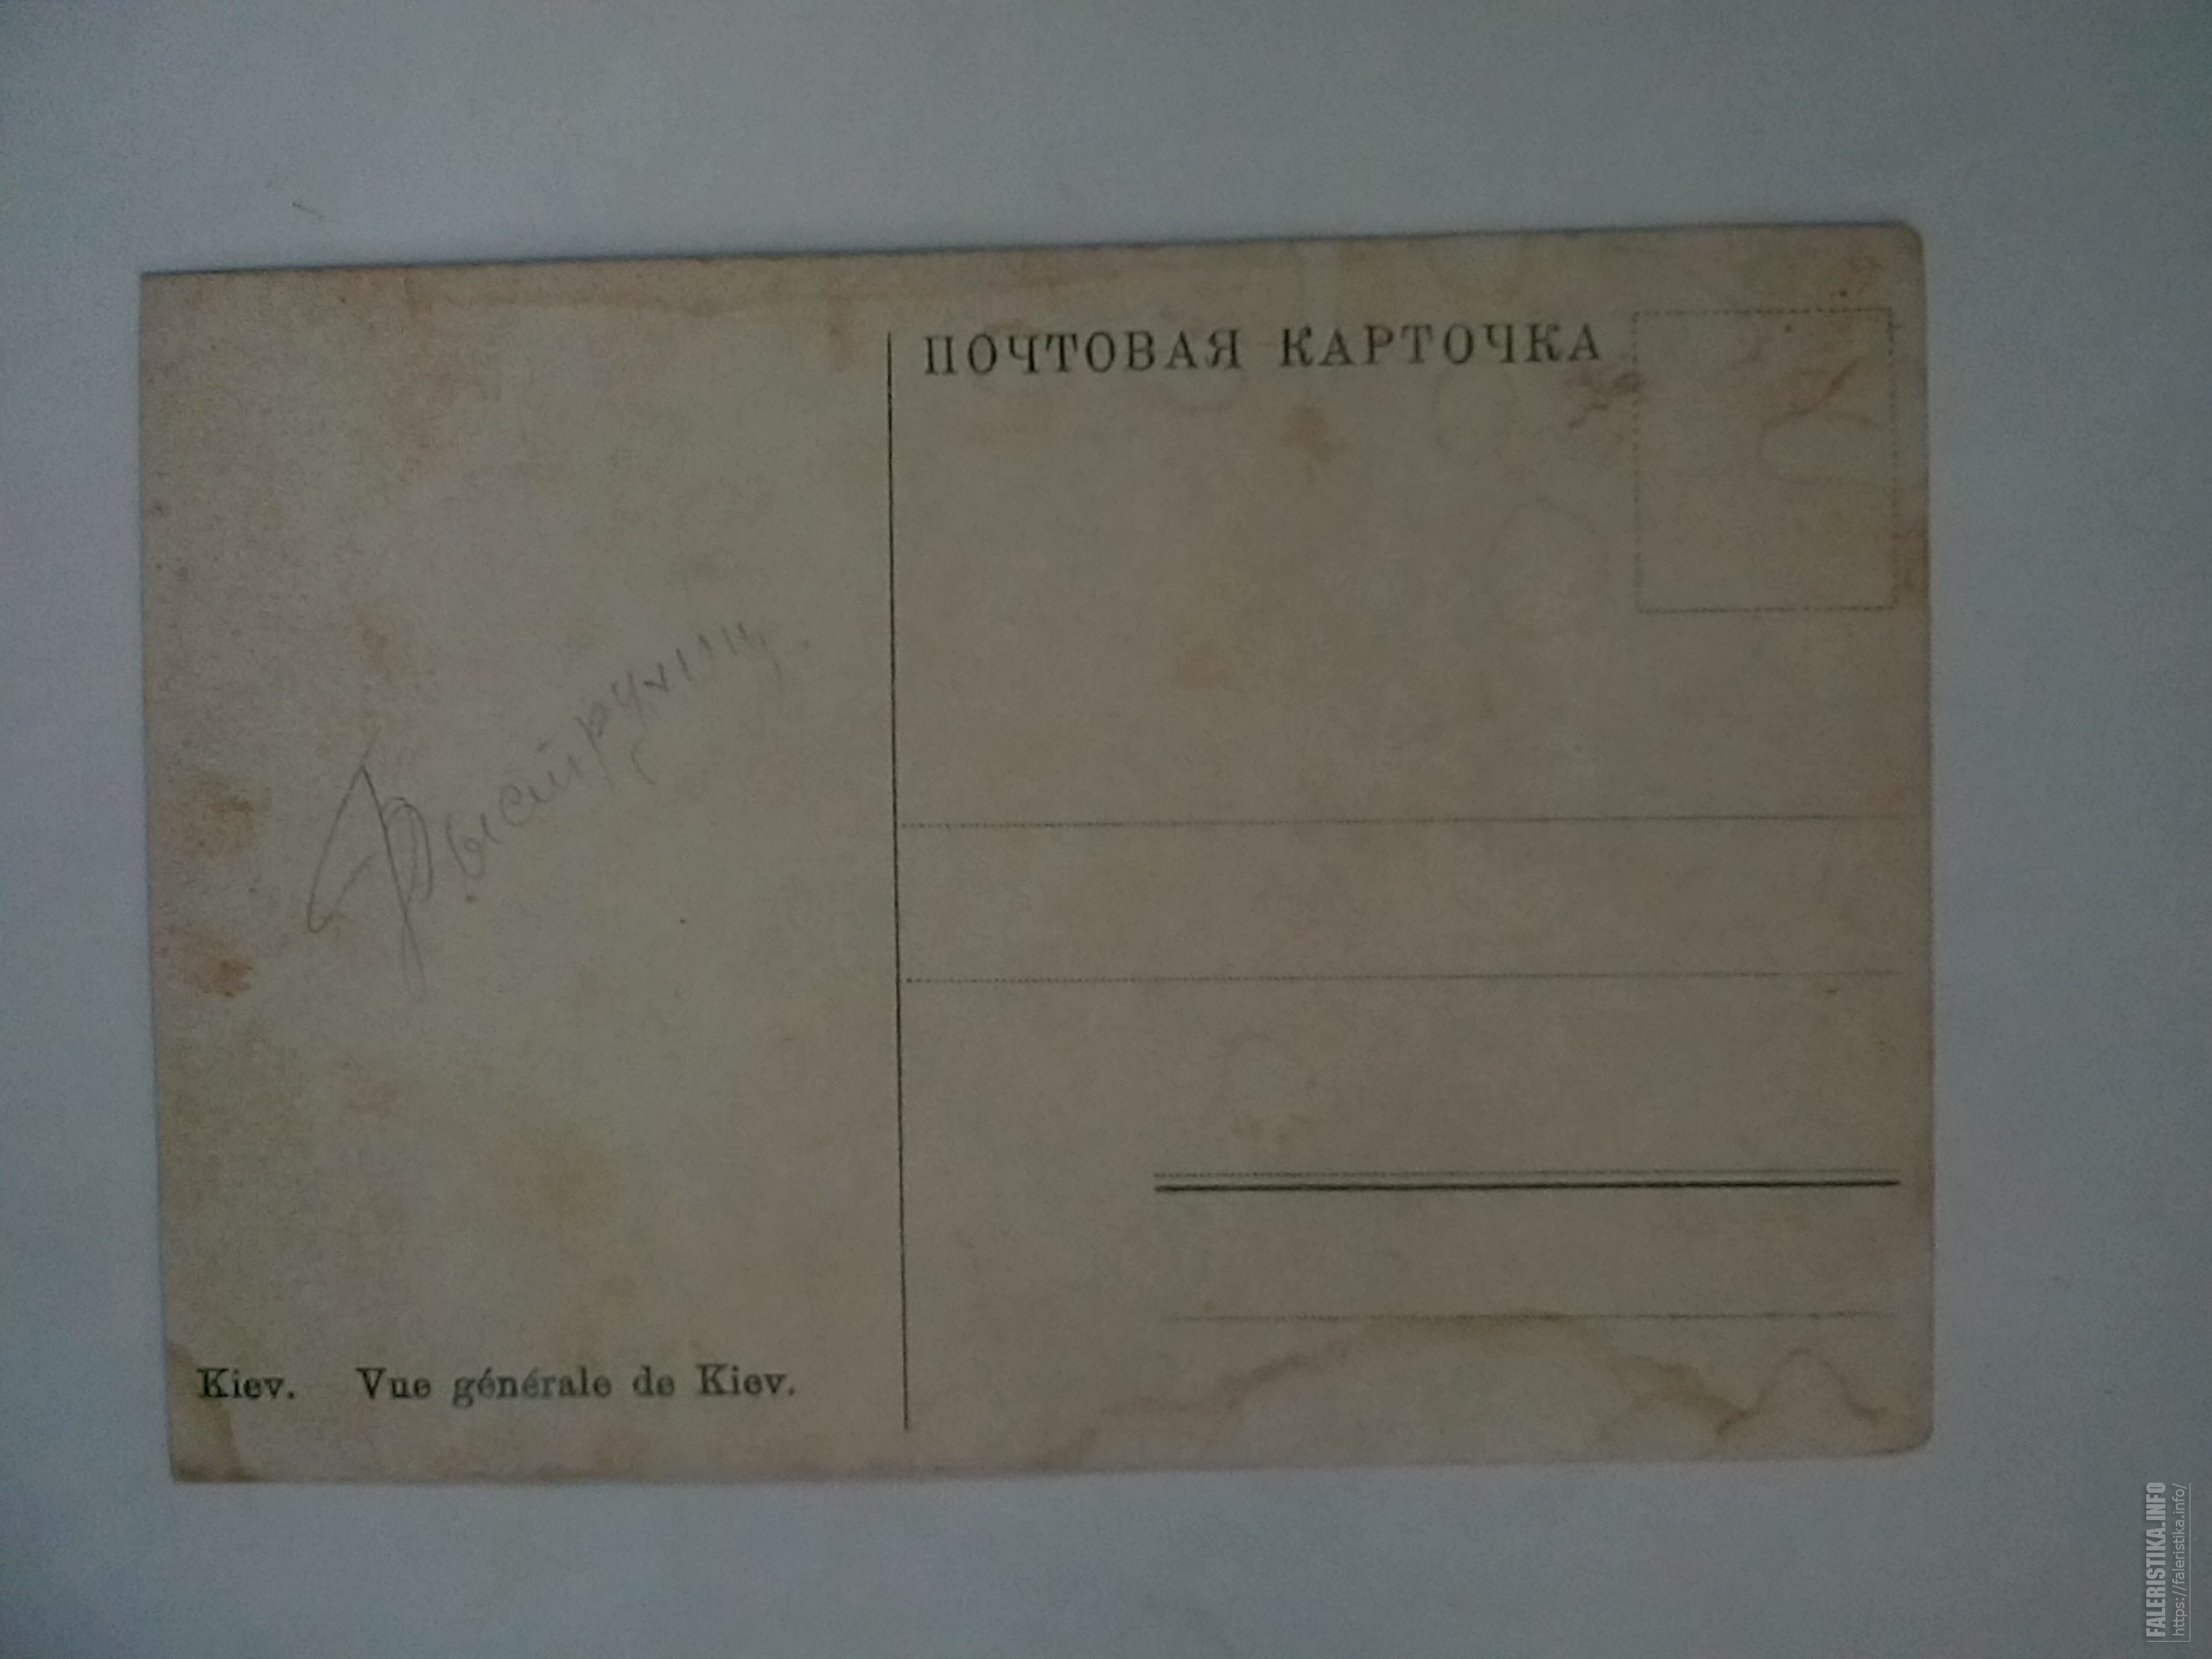 ПОЧТОВАЯ КАРТОЧКА
Kiev. Vue générale de Kiev.
FALERISTIKA.INFO
https://faleristika.info/